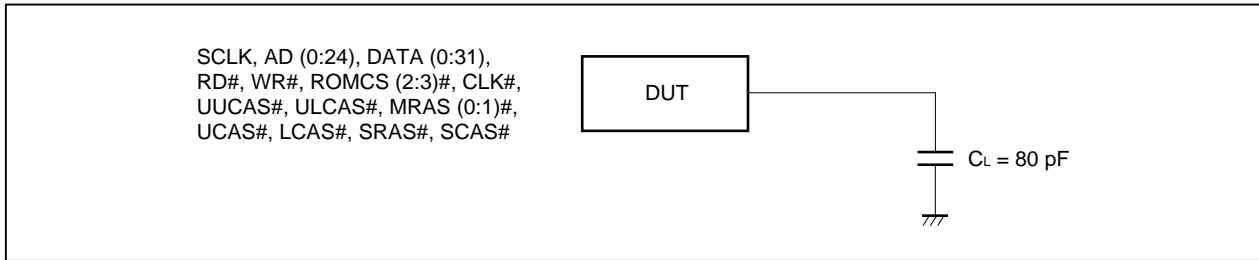 SCLK, AD (0:24), DATA (0:31),
RD#, WR#, ROMCS (2:3)#, CLK#,
UUCAS#, ULCAS#, MRAS (0:1)#,
UCAS#, LCAS#, SRAS#, SCAS#
DUT
CL = 80 pF